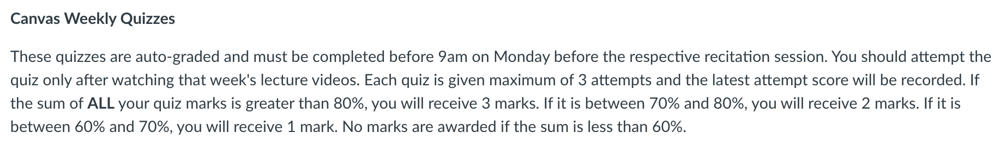 Canvas Weekly Quizzes
These quizzes are auto-graded and must be completed before 9am on Monday before the respective recitation session. You should attempt the
quiz only after watching that week's lecture videos. Each quiz is given maximum of 3 attempts and the latest attempt score will be recorded. If
the sum of ALL your quiz marks is greater than 80%, you will receive 3 marks. If it is between 70% and 80%, you will receive 2 marks. If it is
between 60% and 70%, you will receive 1 mark. No marks are awarded if the sum is less than 60%.